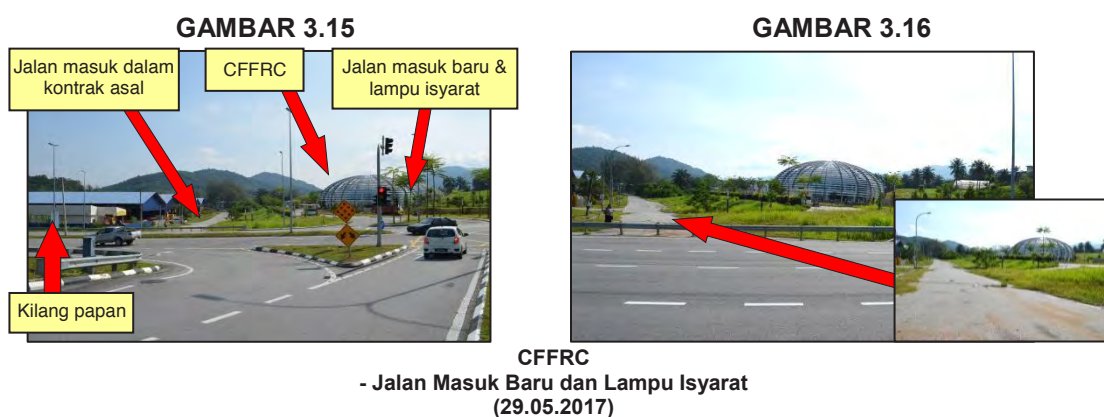 GAMBAR 3.15
Jalan masuk dalam
kontrak asal
CFFRC
Jalan masuk baru &
lampu isyarat
Kilang papan
GAMBAR 3.16
CFFRC
- Jalan Masuk Baru dan Lampu Isyarat
(29.05.2017)